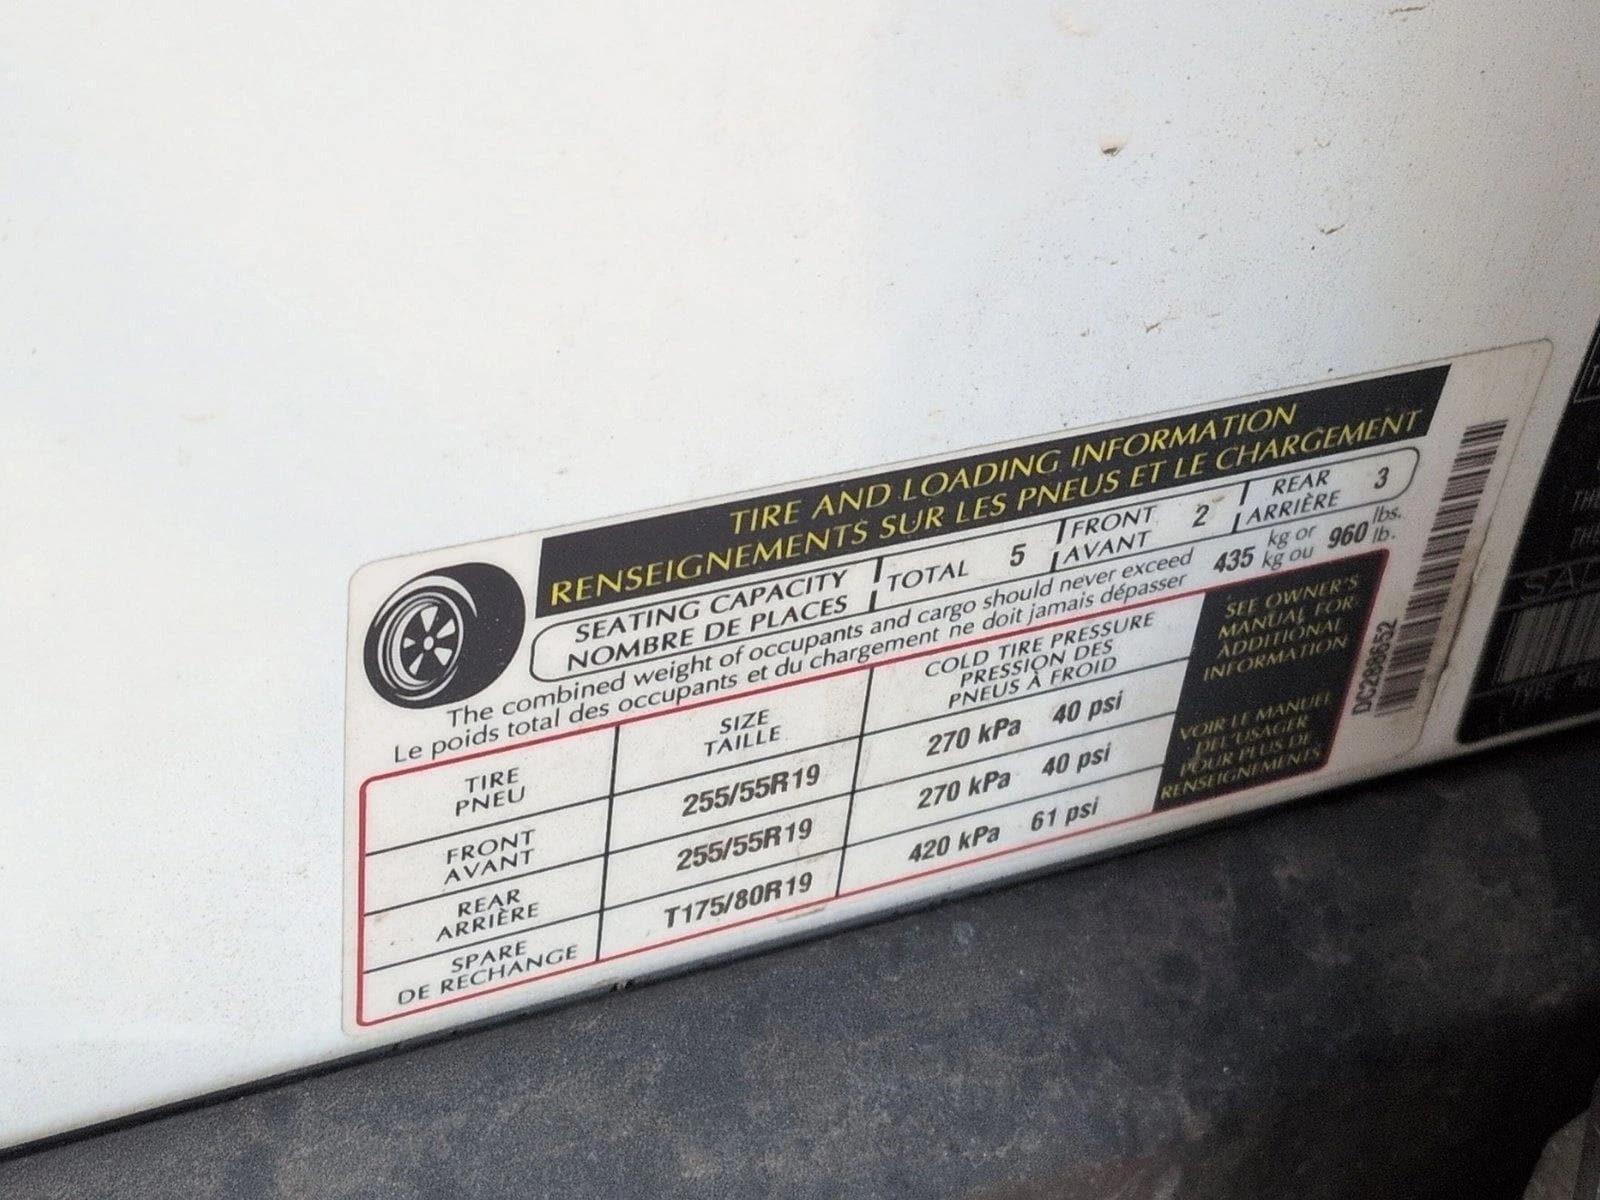 TIRE AND LOADING INFORMATION
RENSEIGNEMENTS SUR LES PNEUS ET LE CHARGEMENT
SEATING CAPACITY
NOMBRE DE PLACES
TOTAL 5
FRONT
AVANT
2
REAR
ARRIÈRE
3
The combined weight of occupants and cargo should never exceed
Le poids total des occupants et du chargement ne doit jamais dépasser
435 kg or 960 lbs.
kg ou lb.
TIRE
PNEU
SIZE
TAILLE
COLD TIRE PRESSURE
PRESSION DES
PNEUS À FROID
FRONT
AVANT
255/55R19
270 kPa 40 psi
REAR
ARRIÈRE
255/55R19
270 kPa 40 psi
SPARE
DE RECHANGE
T175/80R19
420 kPa 61 psi
SEE OWNER'S
MANUAL FOR
ADDITIONAL
INFORMATION
VOIR LE MANUEL
DE L'USAGER
POUR PLUS DE
RENSEIGNEMENTS
DC288652
TYPE